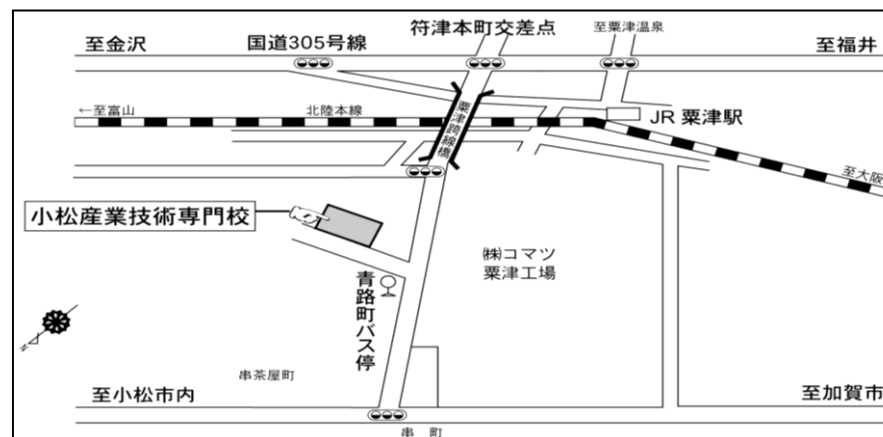 符津本町交差点
至粟津温泉
至金沢
国道305号線
至福井
←至富山
北陸本線
粟津跨線橋
JR 粟津駅
至大阪
小松産業技術専門校
㈱コマツ
粟津工場
青路町バス停
N
串茶屋町
至小松市内
至加賀市
串 町